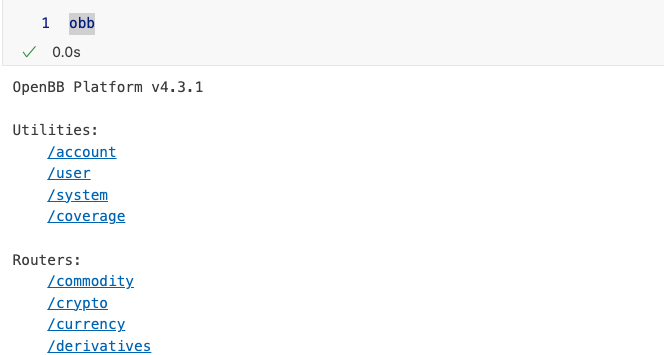 1 obb
0.0s
OpenBB Platform v4.3.1
Utilities:
/account
/user
/system
/coverage
Routers:
/commodity
/crypto
/currency
/derivatives